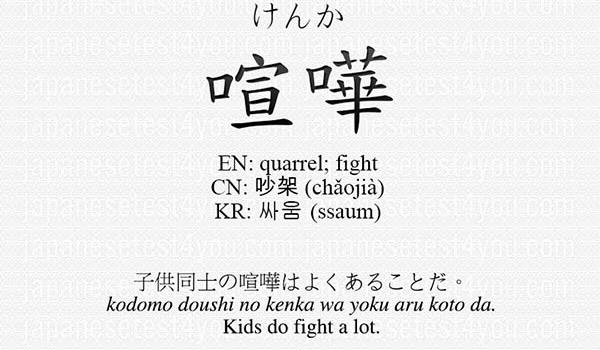 けんか
喧嘩
EN: quarrel; fight
CN: 吵架 (chǎojià)
KR: 싸움 (ssaum)
子供同士の喧嘩はよくあることだ。
kodomo doushi no kenka wa yoku aru koto da.
Kids do fight a lot.